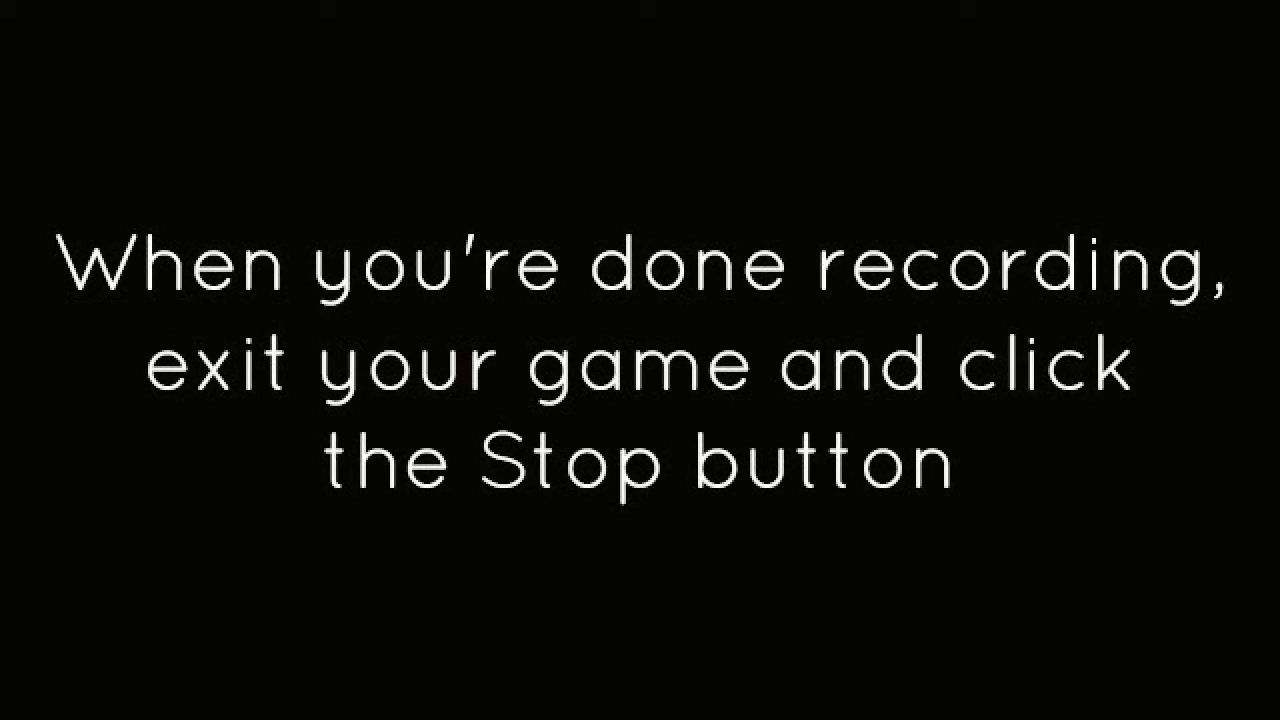 When you're done recording,
exit your game and click
the Stop button